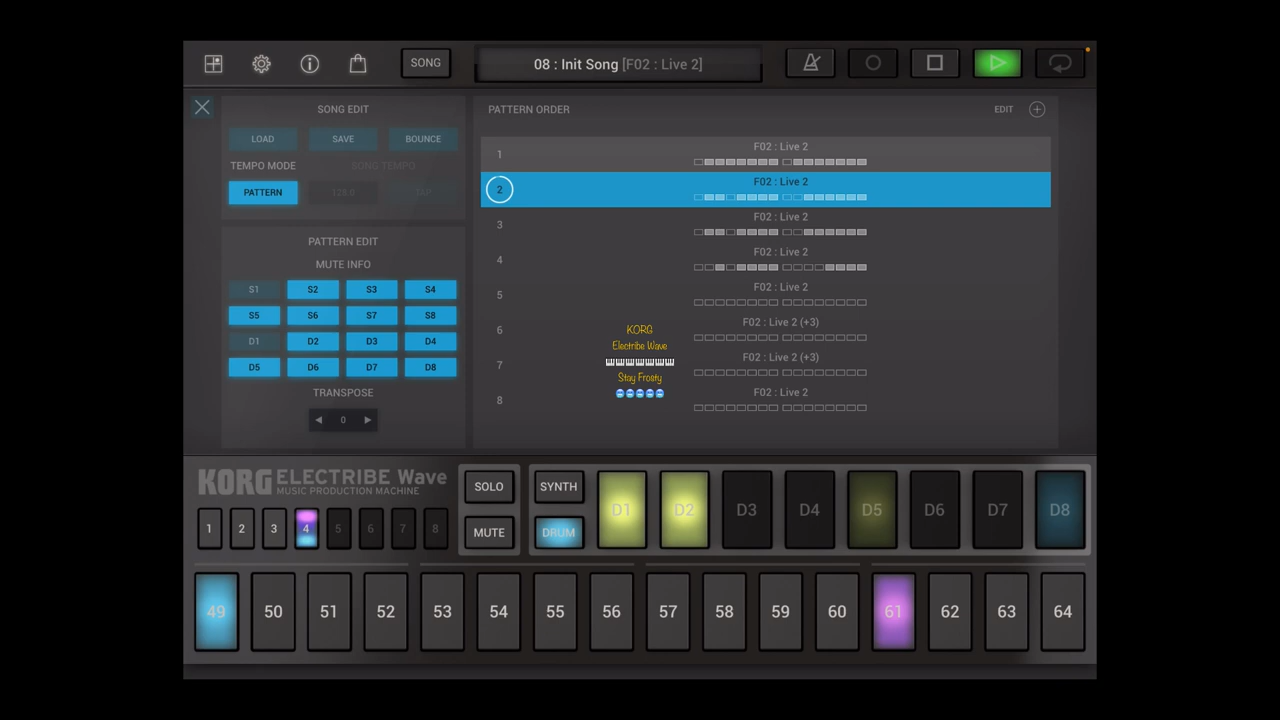 SONG
08 : Init Song [F02 : Live 2]
SONG EDIT
LOAD SAVE BOUNCE
TEMPO MODE SONG TEMPO
PATTERN 128.0 TAP
PATTERN EDIT
MUTE INFO
S1 S2 S3 S4
S5 S6 S7 S8
D1 D2 D3 D4
D5 D6 D7 D8
TRANSPOSE
0
PATTERN ORDER EDIT
1 F02 : Live 2
2 F02 : Live 2
3 F02 : Live 2
4 F02 : Live 2
5 F02 : Live 2
6 F02 : Live 2 (+3)
7 F02 : Live 2 (+3)
8 F02 : Live 2
KORG
Electribe Wave
Stay Frosty
KORG ELECTRIBE Wave
MUSIC PRODUCTION MACHINE
1 2 3 4 5 6 7 8
SOLO
MUTE
SYNTH
DRUM
D1 D2 D3 D4 D5 D6 D7 D8
49 50 51 52 53 54 55 56 57 58 59 60 61 62 63 64